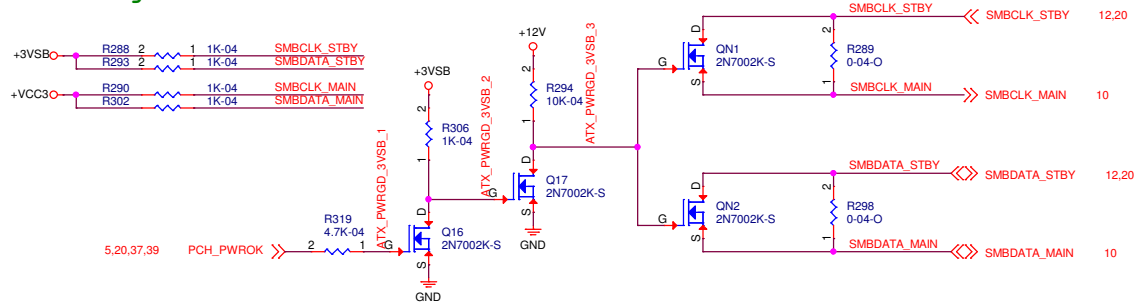 SMBCLK_STBY
SMBCLK_STBY 12,20
+12V
D
QN1
2N7002K-S
G
S
2
R289
0-04-O
1
+3VSB
R288 2 1 1K-04 SMBCLK_STBY
R293 2 1 1K-04 SMBDATA_STBY
+VCC3
R290 1K-04 SMBCLK_MAIN
R302 1K-04 SMBDATA_MAIN
SMBCLK_MAIN
SMBCLK_MAIN 10
+3VSB
2
R306
1K-04
1
ATX_PWRGD_3VSB_2
2
R294
10K-04
1
ATX_PWRGD_3VSB_3
ATX_PWRGD_3VSB_1
D
Q17
2N7002K-S
G
S
GND
SMBDATA_STBY
SMBDATA_STBY 12,20
D
QN2
2N7002K-S
G
S
2
R298
0-04-O
1
SMBDATA_MAIN
SMBDATA_MAIN 10
5,20,37,39 PCH_PWROK
R319
4.7K-04
2 1
G
D
Q16
2N7002K-S
S
GND